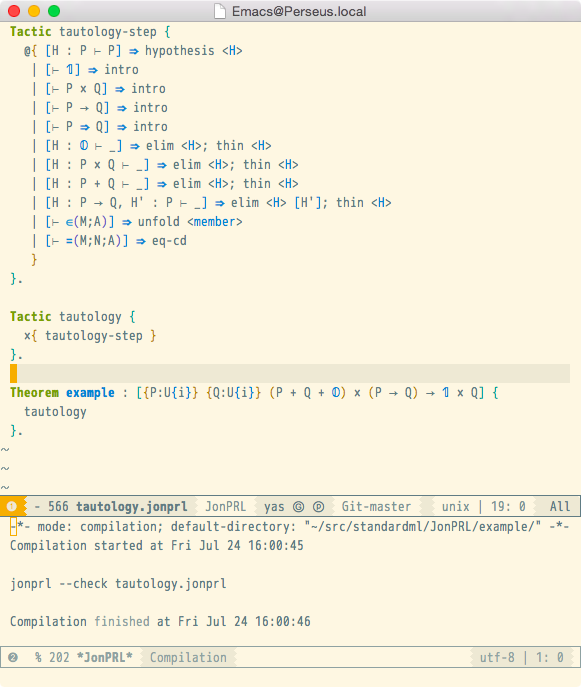 Emacs@Perseus.local
Tactic tautology-step {
  @{ [H : P ⊢ P] ⇒ hypothesis <H>
   | [⊢ 𝟙] ⇒ intro
   | [⊢ P × Q] ⇒ intro
   | [⊢ P → Q] ⇒ intro
   | [⊢ P ⇒ Q] ⇒ intro
   | [H : 𝟘 ⊢ _] ⇒ elim <H>; thin <H>
   | [H : P × Q ⊢ _] ⇒ elim <H>; thin <H>
   | [H : P + Q ⊢ _] ⇒ elim <H>; thin <H>
   | [H : P → Q, H' : P ⊢ _] ⇒ elim <H> [H']; thin <H>
   | [⊢ ∈(M;A)] ⇒ unfold <member>
   | [⊢ =(M;N;A)] ⇒ eq-cd
   }
}.
Tactic tautology {
  *{ tautology-step }
}.
Theorem example : [{P:U{i}} {Q:U{i}} (P + Q + 𝟘) × (P → Q) → 𝟙 × Q] {
  tautology
}.
~
~
~
❶ - 566 tautology.jonprl JonPRL yas Ⓖ Ⓟ Git-master unix | 19: 0 All
-*- mode: compilation; default-directory: "~/src/standardml/JonPRL/example/" -*-
Compilation started at Fri Jul 24 16:00:45
jonprl --check tautology.jonprl
Compilation finished at Fri Jul 24 16:00:46
❷ % 202 *JonPRL* Compilation utf-8 | 1: 0